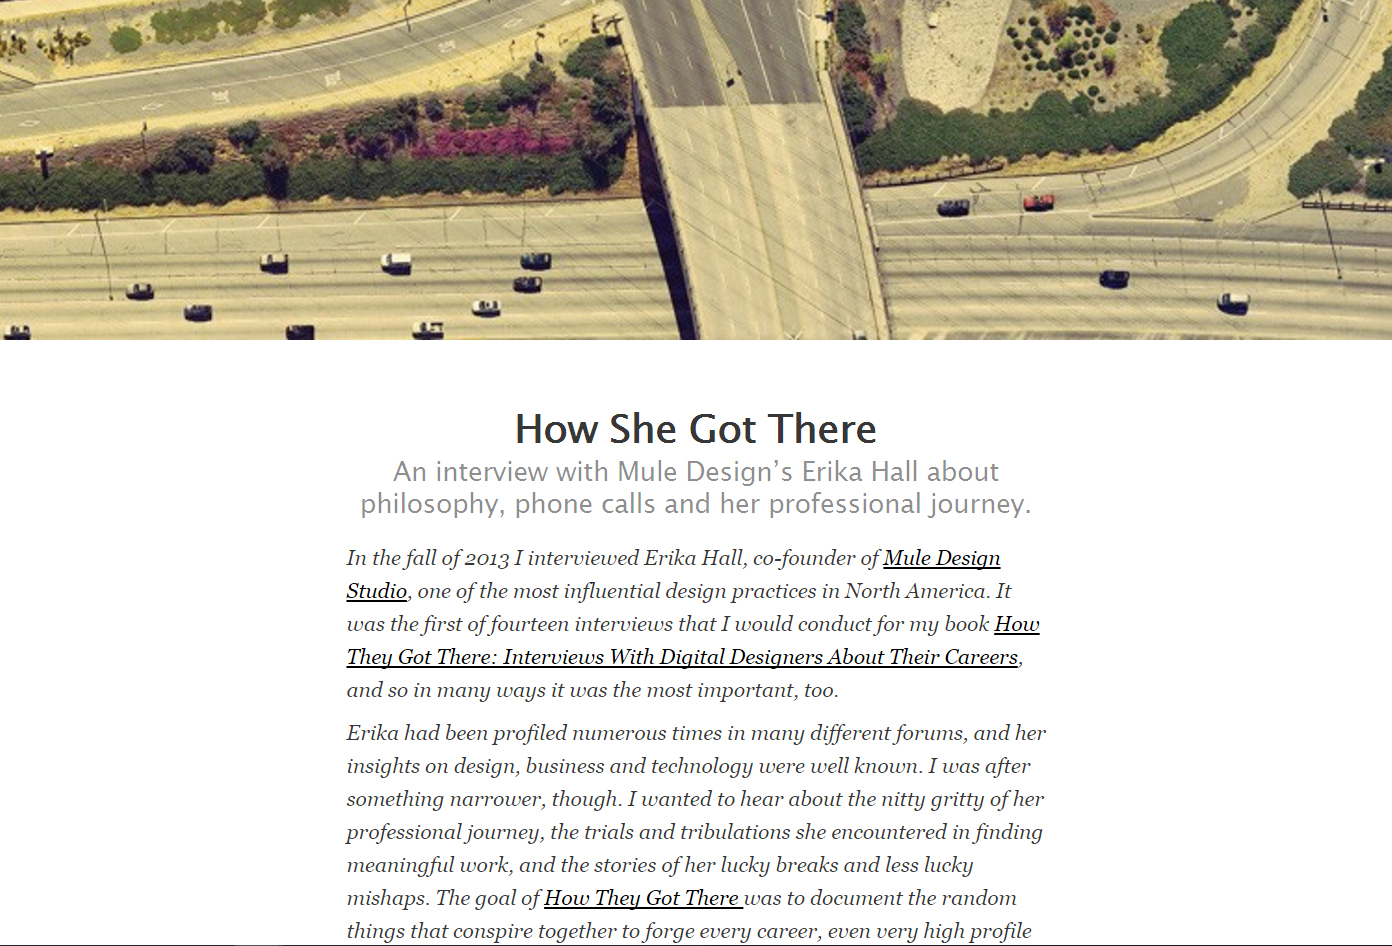 How She Got There
An interview with Mule Design’s Erika Hall about
philosophy, phone calls and her professional journey.
In the fall of 2013 I interviewed Erika Hall, co-founder of Mule Design
Studio, one of the most influential design practices in North America. It
was the first of fourteen interviews that I would conduct for my book How
They Got There: Interviews With Digital Designers About Their Careers,
and so in many ways it was the most important, too.
Erika had been profiled numerous times in many different forums, and her
insights on design, business and technology were well known. I was after
something narrower, though. I wanted to hear about the nitty gritty of her
professional journey, the trials and tribulations she encountered in finding
meaningful work, and the stories of her lucky breaks and less lucky
mishaps. The goal of How They Got There was to document the random
things that conspire together to forge every career, even very high profile